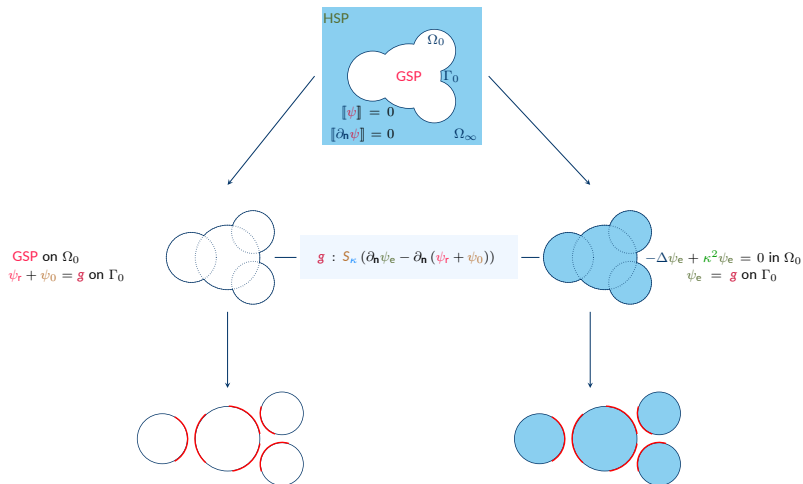 HSP
Ω₀
GSP
Γ₀
⟦ψ⟧ = 0
⟦∂ₙψ⟧ = 0
Ω∞
GSP on Ω₀
ψᵣ + ψ₀ = g on Γ₀
g : Sκ (∂ₙψₑ − ∂ₙ (ψᵣ + ψ₀))
−Δψₑ + κ²ψₑ = 0 in Ω₀
ψₑ = g on Γ₀